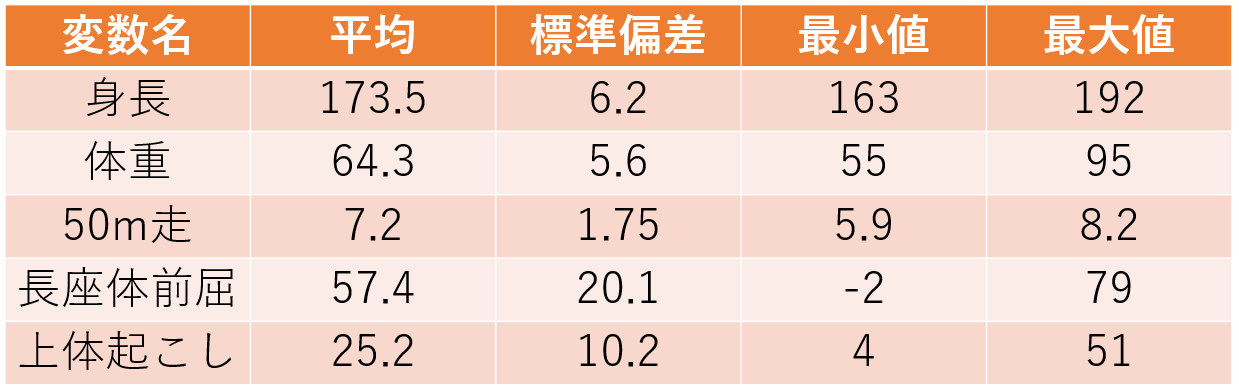 変数名 平均 標準偏差 最小値 最大値
身長 173.5 6.2 163 192
体重 64.3 5.6 55 95
50m走 7.2 1.75 5.9 8.2
長座体前屈 57.4 20.1 -2 79
上体起こし 25.2 10.2 4 51